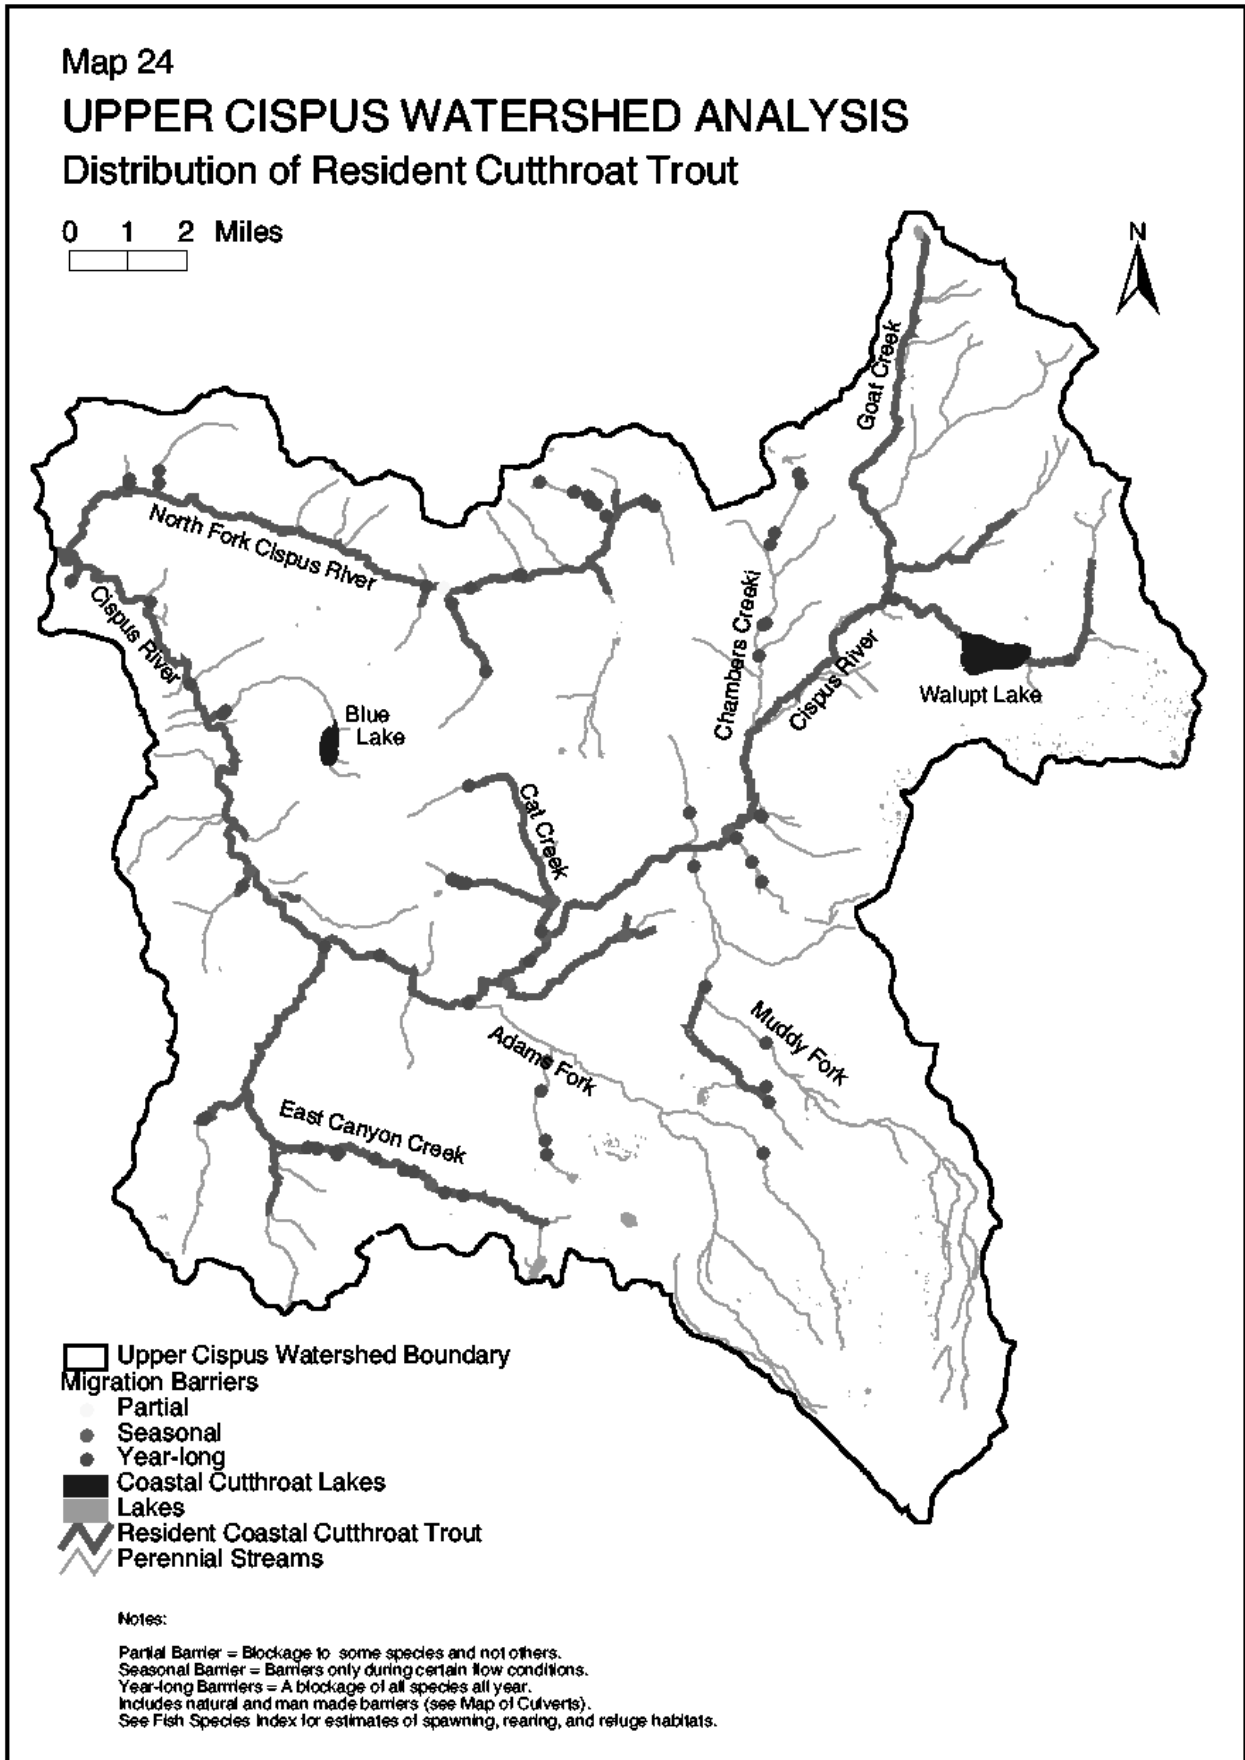 Map 24
UPPER CISPUS WATERSHED ANALYSIS
Distribution of Resident Cutthroat Trout
0 1 2 Miles
N
Goat Creek
North Fork Cispus River
Cispus River
Chambers Creeki
Cispus River
Walupt Lake
Blue
Lake
Cat Creek
Adams Fork
Muddy Fork
East Canyon Creek
Upper Cispus Watershed Boundary
Migration Barriers
Partial
Seasonal
Year-long
Coastal Cutthroat Lakes
Lakes
Resident Coastal Cutthroat Trout
Perennial Streams
Notes:
Partial Barrier = Blockage to some species and not others.
Seasonal Barrier = Barriers only during certain flow conditions.
Year-long Barrriers = A blockage of all species all year.
Includes natural and man made barriers (see Map of Culverts).
See Fish Species Index for estimates of spawning, rearing, and refuge habitats.